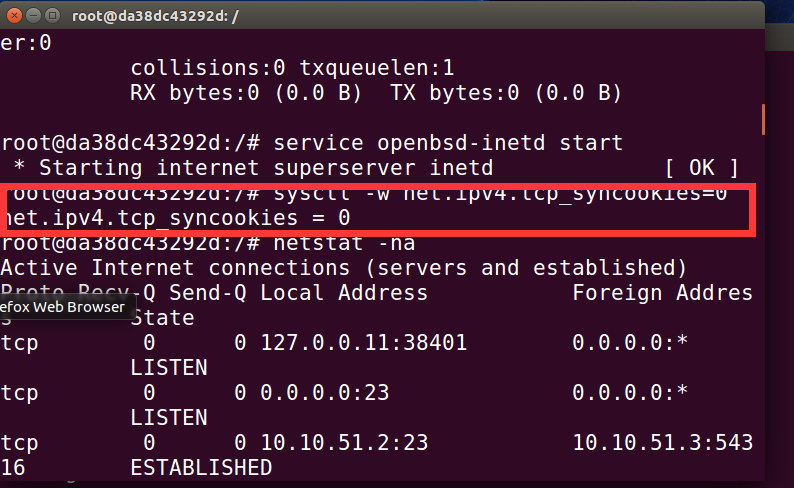 root@da38dc43292d: /
er:0
collisions:0 txqueuelen:1
RX bytes:0 (0.0 B) TX bytes:0 (0.0 B)
root@da38dc43292d:/# service openbsd-inetd start
* Starting internet superserver inetd [ OK ]
root@da38dc43292d:/# sysctl -w net.ipv4.tcp_syncookies=0
net.ipv4.tcp_syncookies = 0
root@da38dc43292d:/# netstat -na
Active Internet connections (servers and established)
Proto Recv-Q Send-Q Local Address Foreign Addres
efox Web Browser
s State
tcp 0 0 127.0.0.11:38401 0.0.0.0:*
LISTEN
tcp 0 0 0.0.0.0:23 0.0.0.0:*
LISTEN
tcp 0 0 10.10.51.2:23 10.10.51.3:543
16 ESTABLISHED